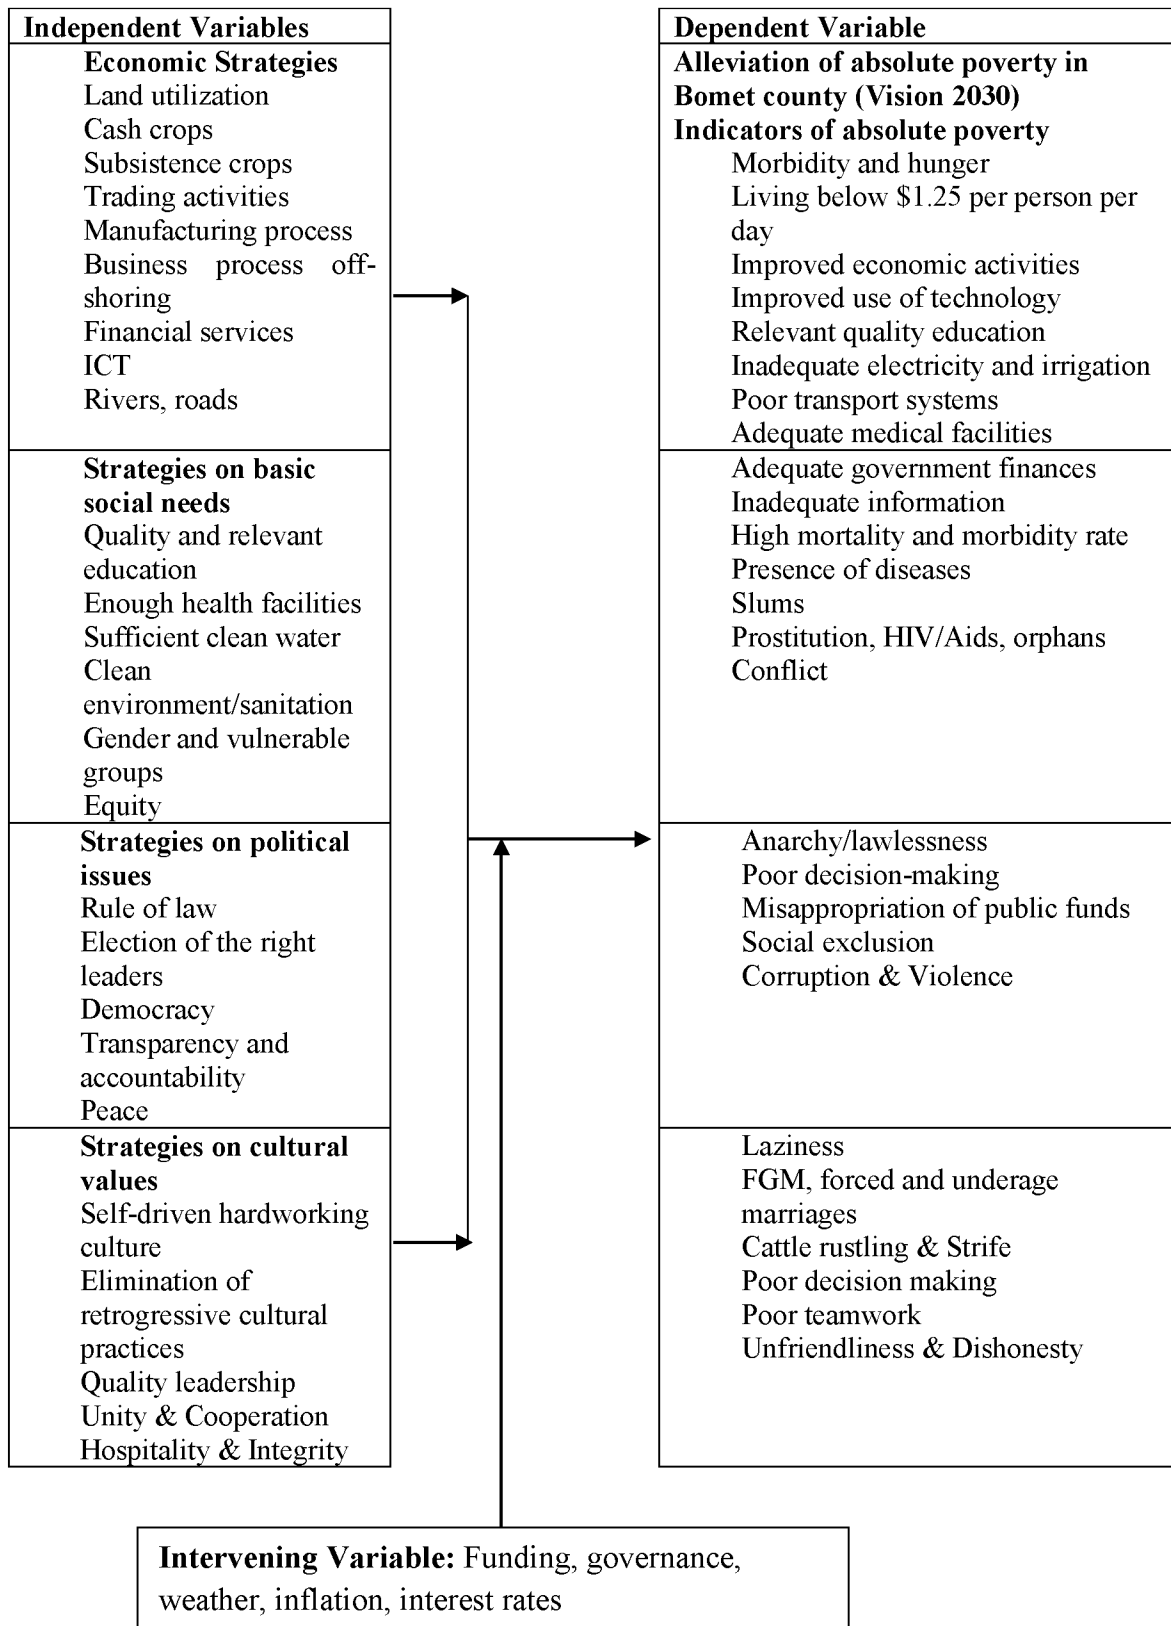 Independent Variables
Economic Strategies
Land utilization
Cash crops
Subsistence crops
Trading activities
Manufacturing process
Business process off-
shoring
Financial services
ICT
Rivers, roads
Strategies on basic
social needs
Quality and relevant
education
Enough health facilities
Sufficient clean water
Clean
environment/sanitation
Gender and vulnerable
groups
Equity
Strategies on political
issues
Rule of law
Election of the right
leaders
Democracy
Transparency and
accountability
Peace
Strategies on cultural
values
Self-driven hardworking
culture
Elimination of
retrogressive cultural
practices
Quality leadership
Unity & Cooperation
Hospitality & Integrity
Dependent Variable
Alleviation of absolute poverty in
Bomet county (Vision 2030)
Indicators of absolute poverty
Morbidity and hunger
Living below $1.25 per person per
day
Improved economic activities
Improved use of technology
Relevant quality education
Inadequate electricity and irrigation
Poor transport systems
Adequate medical facilities
Adequate government finances
Inadequate information
High mortality and morbidity rate
Presence of diseases
Slums
Prostitution, HIV/Aids, orphans
Conflict
Anarchy/lawlessness
Poor decision-making
Misappropriation of public funds
Social exclusion
Corruption & Violence
Laziness
FGM, forced and underage
marriages
Cattle rustling & Strife
Poor decision making
Poor teamwork
Unfriendliness & Dishonesty
Intervening Variable: Funding, governance,
weather, inflation, interest rates